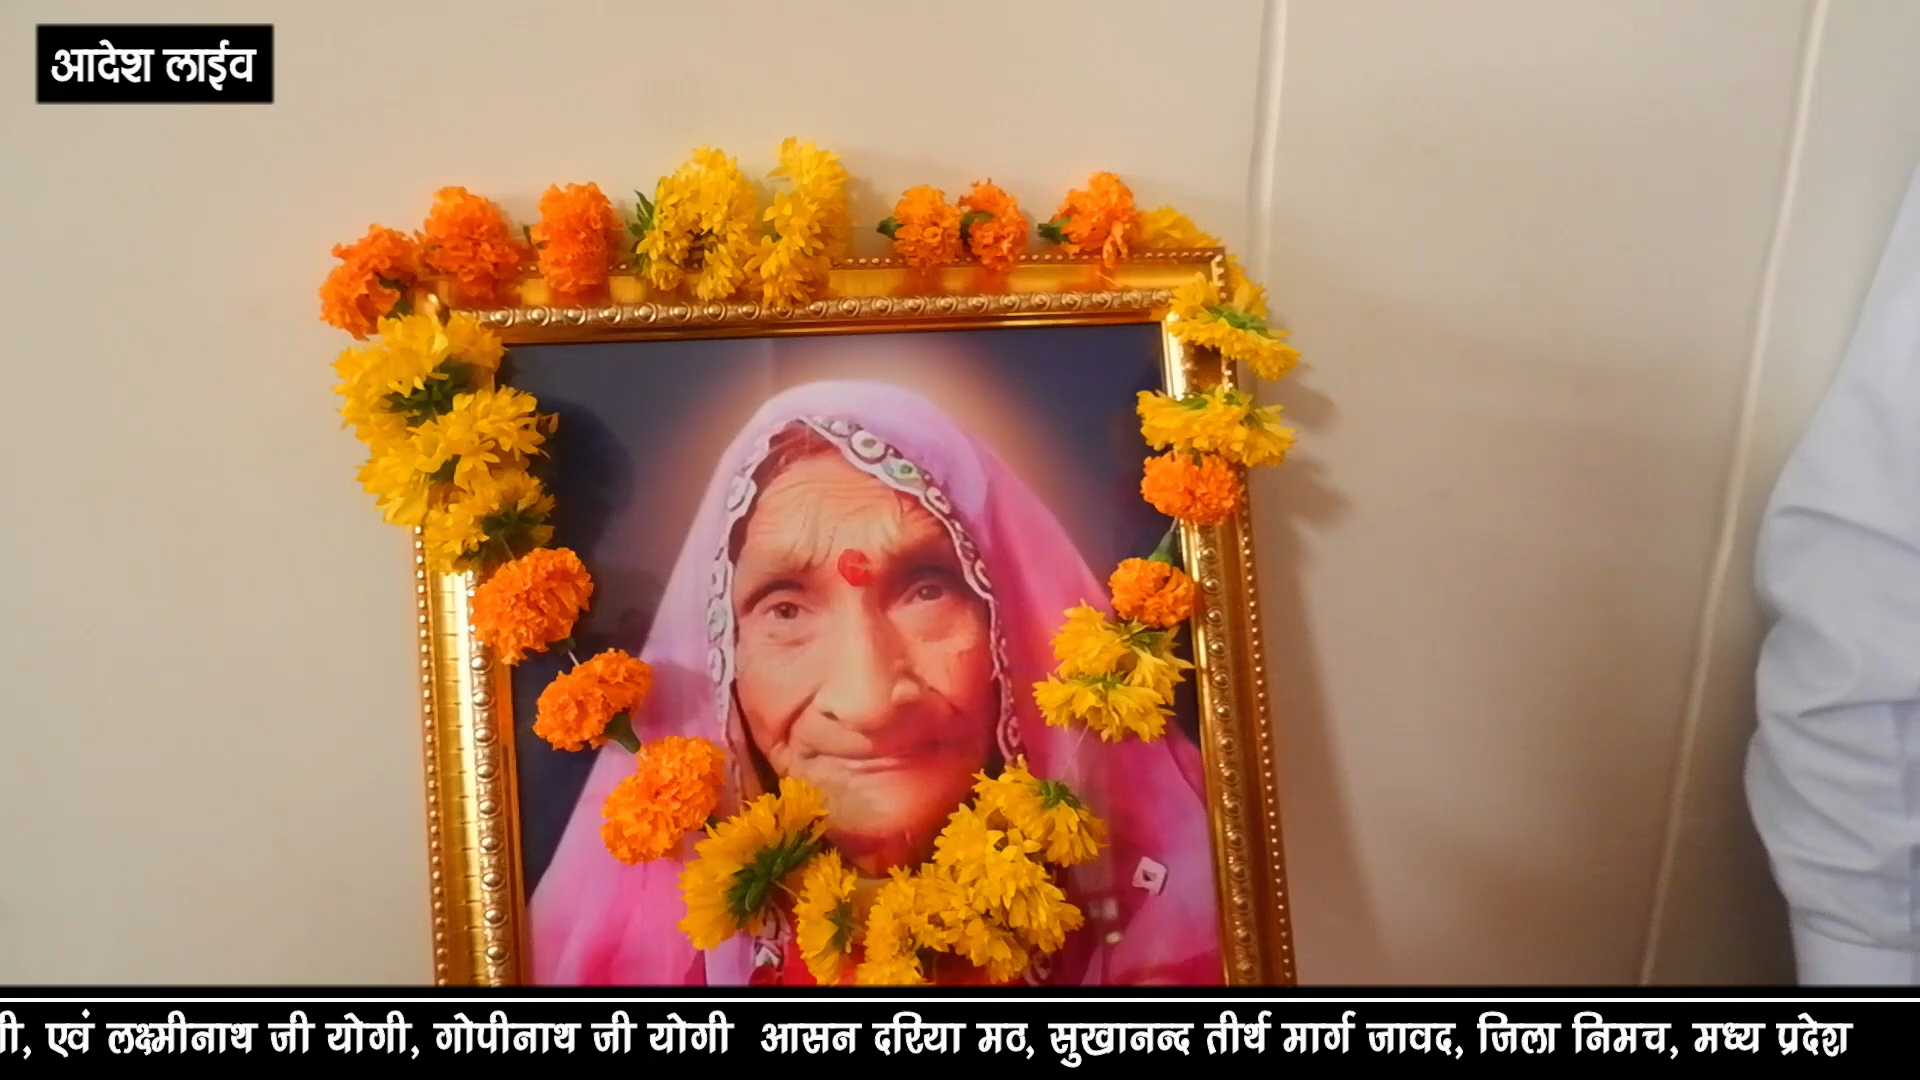 आदेश लाईव
एवं लक्ष्मीनाथ जी योगी, गोपीनाथ जी योगी आसन दरिया मठ, सुखानन्द तीर्थ मार्ग जावद, जिला निमच, मध्य प्रदेश